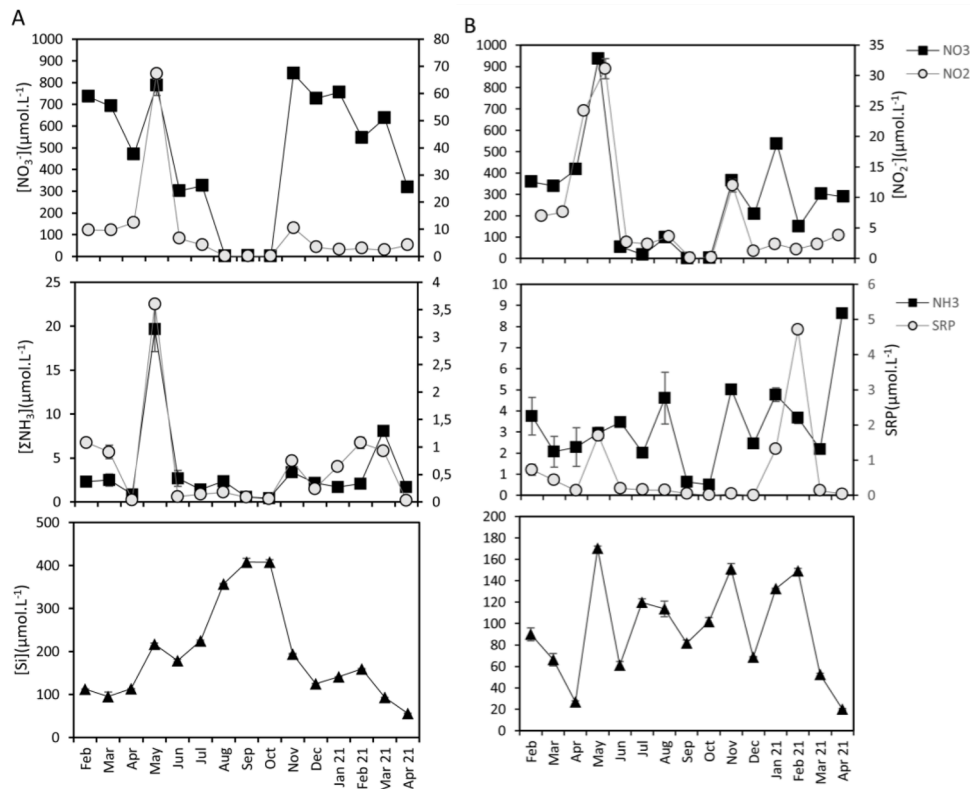 A
B
1000
900
800
700
600
500
400
300
200
100
0
[NO3-](µmol.L-1)
80
70
60
50
40
30
20
10
0
1000
900
800
700
600
500
400
300
200
100
0
35
30
25
20
15
10
5
0
[NO2-](µmol.L-1)
NO3
NO2
25
20
15
10
5
0
[ΣNH3](µmol.L-1)
4
3,5
3
2,5
2
1,5
1
0,5
0
10
9
8
7
6
5
4
3
2
1
0
6
5
4
3
2
1
0
SRP(µmol.L-1)
NH3
SRP
500
400
300
200
100
0
[Si](µmol.L-1)
200
180
160
140
120
100
80
60
40
20
0
Feb
Mar
Apr
May
Jun
Jul
Aug
Sep
Oct
Nov
Dec
Jan 21
Feb 21
Mar 21
Apr 21
Feb
Mar
Apr
May
Jun
Jul
Aug
Sep
Oct
Nov
Dec
Jan 21
Feb 21
Mar 21
Apr 21